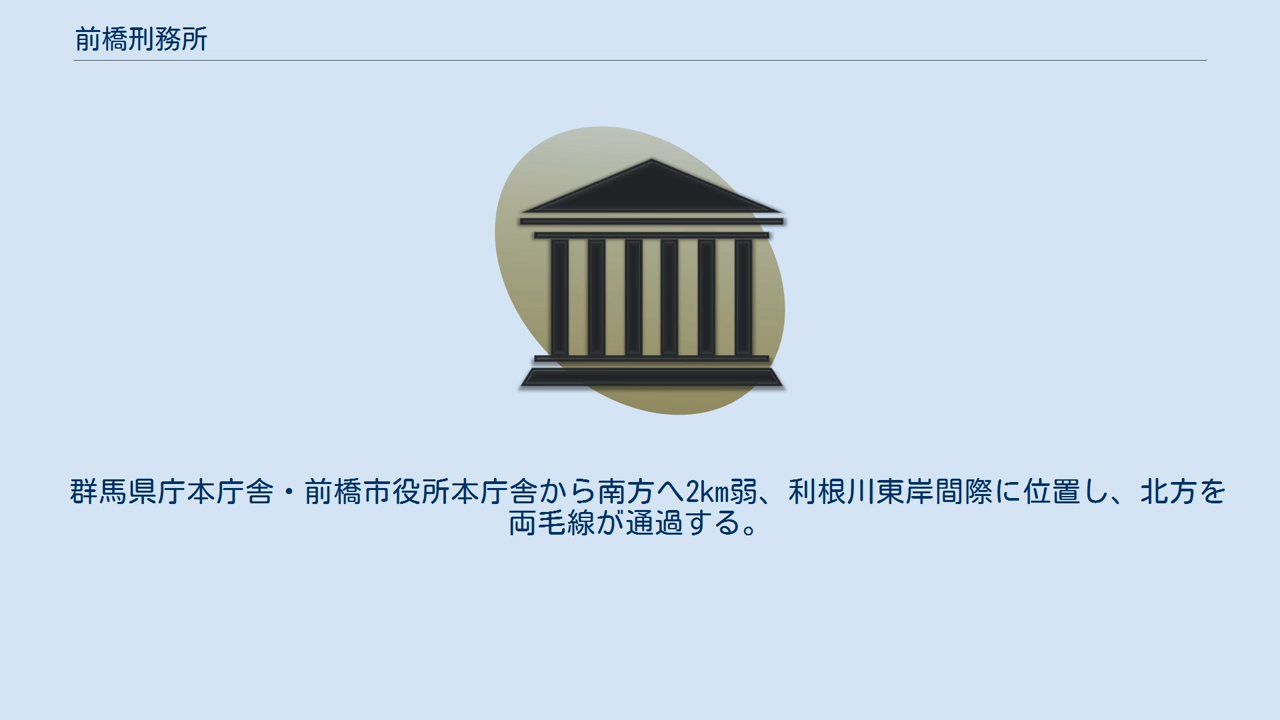 前橋刑務所
群馬県庁本庁舎・前橋市役所本庁舎から南方へ2km弱、利根川東岸間際に位置し、北方を
両毛線が通過する。